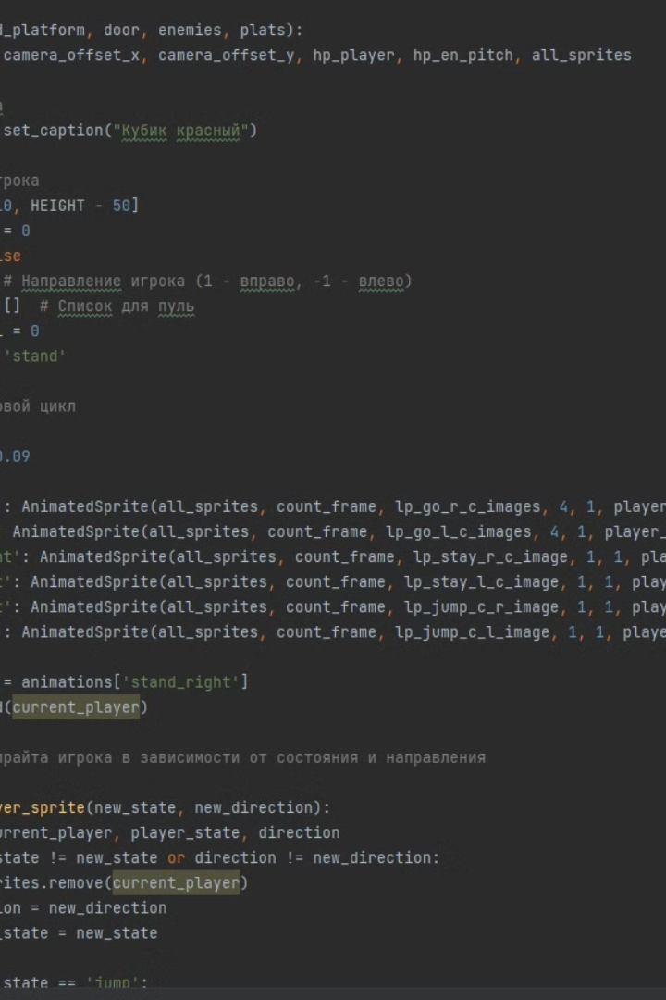 d_platform, door, enemies, plats):
camera_offset_x, camera_offset_y, hp_player, hp_en_pitch, all_sprites
а
set_caption("Кубик красный")
грока
10, HEIGHT - 50]
= 0
lse
# Направление игрока (1 - вправо, -1 - влево)
[]  # Список для пуль
= 0
'stand'
овой цикл
0.09
: AnimatedSprite(all_sprites, count_frame, lp_go_r_c_images, 4, 1, player
AnimatedSprite(all_sprites, count_frame, lp_go_l_c_images, 4, 1, player_
ht': AnimatedSprite(all_sprites, count_frame, lp_stay_r_c_image, 1, 1, pla
t': AnimatedSprite(all_sprites, count_frame, lp_stay_l_c_image, 1, 1, play
t': AnimatedSprite(all_sprites, count_frame, lp_jump_c_r_image, 1, 1, play
: AnimatedSprite(all_sprites, count_frame, lp_jump_c_l_image, 1, 1, playe
= animations['stand_right']
d(current_player)
прайта игрока в зависимости от состояния и направления
yer_sprite(new_state, new_direction):
urrent_player, player_state, direction
state != new_state or direction != new_direction:
rites.remove(current_player)
ion = new_direction
_state = new_state
state == 'jump':